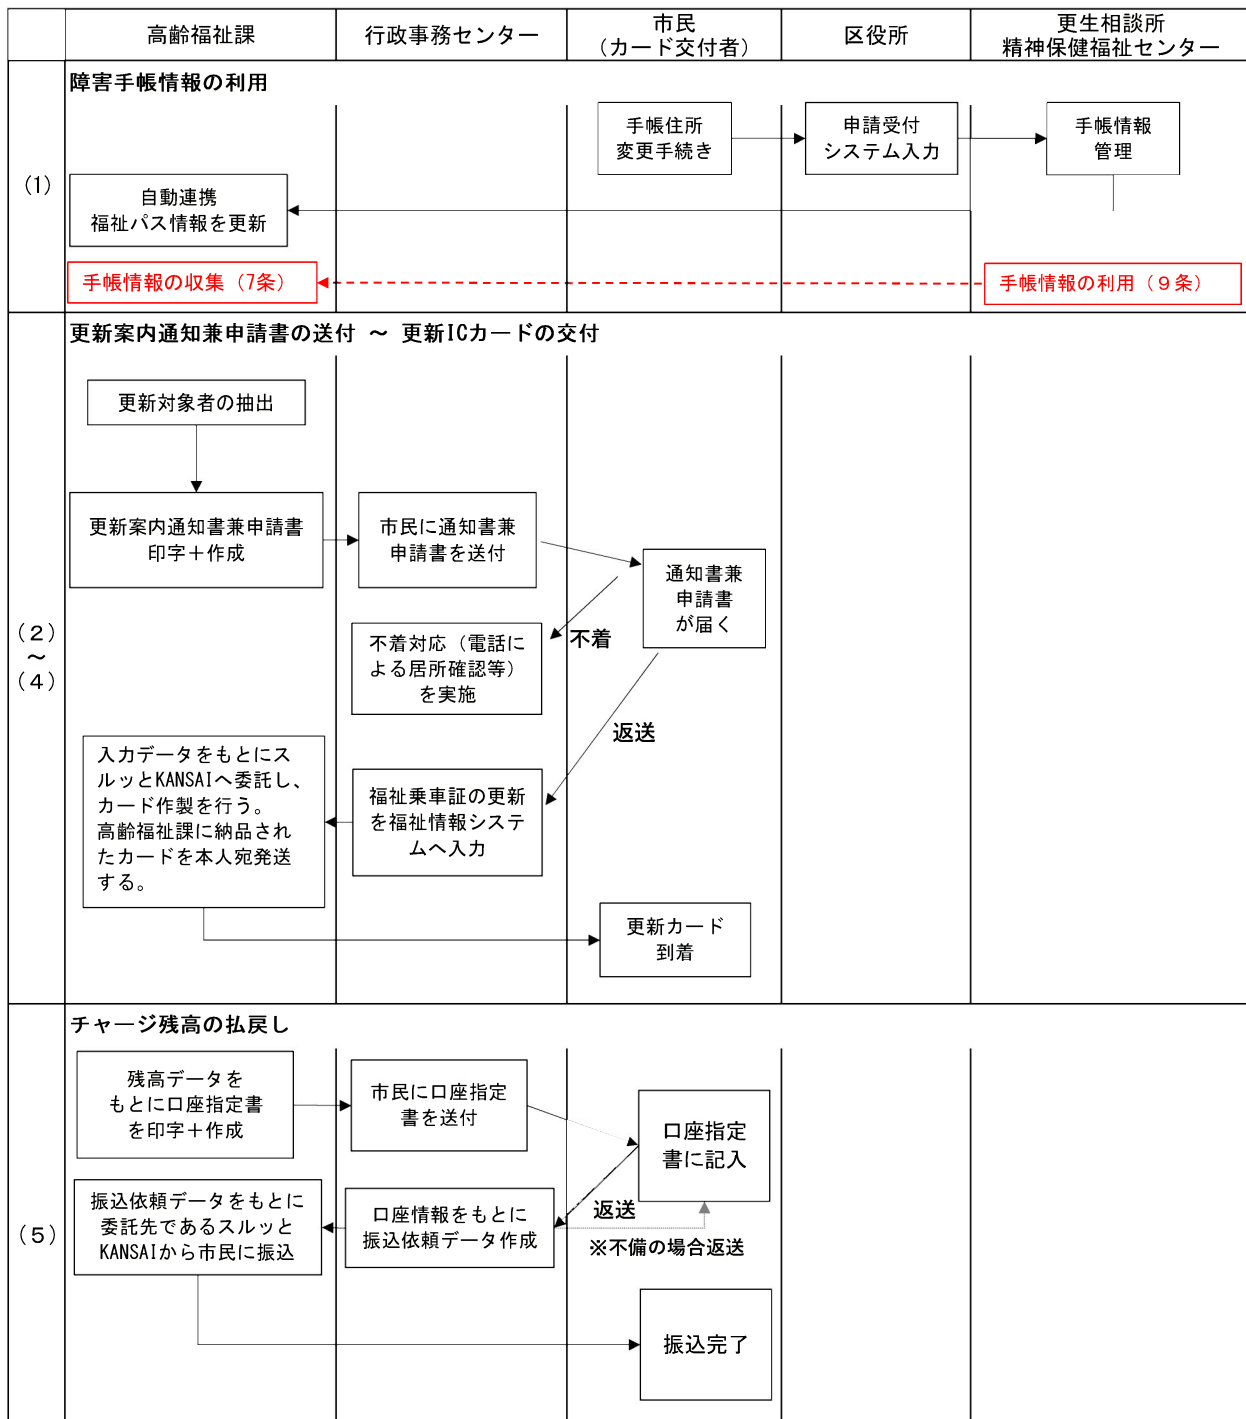 高齢福祉課
行政事務センター
市民
（カード交付者）
区役所
更生相談所
精神保健福祉センター
(1)
障害手帳情報の利用
手帳住所
変更手続き
申請受付
システム入力
手帳情報
管理
自動連携
福祉パス情報を更新
手帳情報の収集（7条）
手帳情報の利用（９条）
（２）
～
（４）
更新案内通知兼申請書の送付 ～ 更新ICカードの交付
更新対象者の抽出
更新案内通知書兼申請書
印字＋作成
市民に通知書兼
申請書を送付
通知書兼
申請書
が届く
不着
不着対応（電話に
よる居所確認等）
を実施
返送
入力データをもとにス
ルッとKANSAIへ委託し、
カード作製を行う。
高齢福祉課に納品され
たカードを本人宛発送
する。
福祉乗車証の更新
を福祉情報システ
ムへ入力
更新カード
到着
（５）
チャージ残高の払戻し
残高データを
もとに口座指定書
を印字＋作成
市民に口座指定
書を送付
口座指定
書に記入
返送
※不備の場合返送
振込依頼データをもとに
委託先であるスルッと
KANSAIから市民に振込
口座情報をもとに
振込依頼データ作成
振込完了